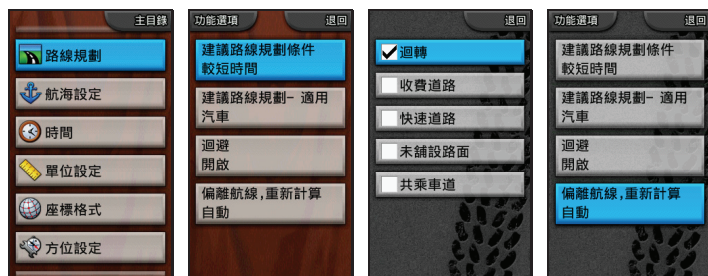 主目錄
路線規劃
航海設定
時間
單位設定
座標格式
方位設定
功能選項
退回
建議路線規劃條件
較短時間
建議路線規劃- 適用
汽車
迴避
開啟
偏離航線,重新計算
自動
退回
迴轉
收費道路
快速道路
未舖設路面
共乘車道
功能選項
退回
建議路線規劃條件
較短時間
建議路線規劃- 適用
汽車
迴避
開啟
偏離航線,重新計算
自動